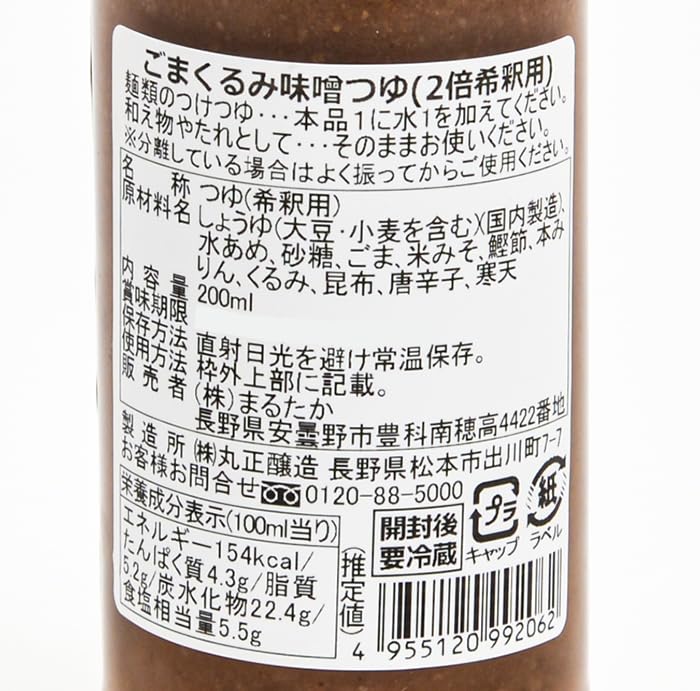 ごまくるみ味噌つゆ(2倍希釈用)
麺類のつけつゆ…本品1に水1を加えてください。
和え物やたれとして…そのままお使いください。
※分離している場合はよく振ってからご使用ください。
名称 つゆ(希釈用)
原材料名 しょうゆ(大豆・小麦を含む)(国内製造)、
水あめ、砂糖、ごま、米みそ、鰹節、本み
りん、くるみ、昆布、唐辛子、寒天
内容量 200ml
賞味期限
保存方法 直射日光を避け常温保存。
使用方法 枠外上部に記載。
販売者 (株)まるたか
長野県安曇野市豊科南穂高4422番地
製造所 ㈱丸正醸造 長野県松本市出川町7-7
お客様お問合せ 0120-88-5000
栄養成分表示(100ml当り)
エネルギー154kcal/
たんぱく質4.3g/脂質
5.2g/炭水化物22.4g/
食塩相当量5.5g
(推定値)
開封後
要冷蔵
プラ
キャップ
紙
ラベル
4 955120 992062